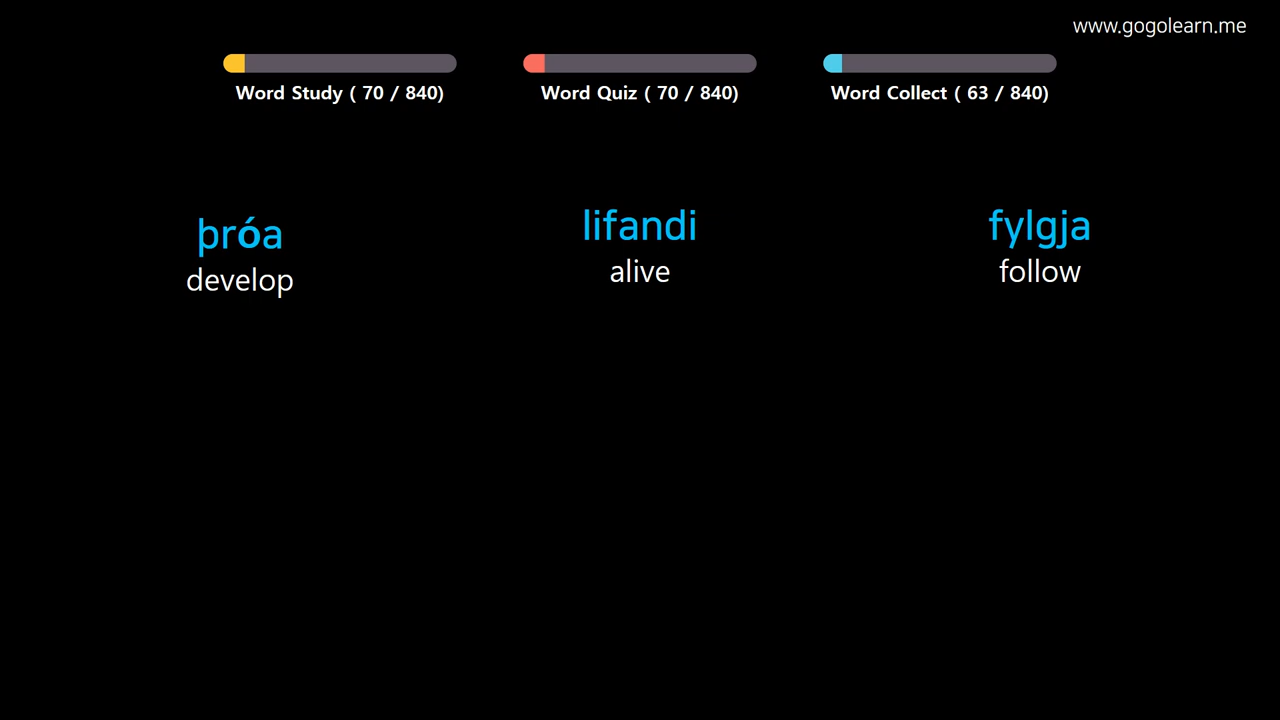 www.gogolearn.me
Word Study ( 70 / 840)
Word Quiz ( 70 / 840)
Word Collect ( 63 / 840)
þróa
develop
lifandi
alive
fylgja
follow